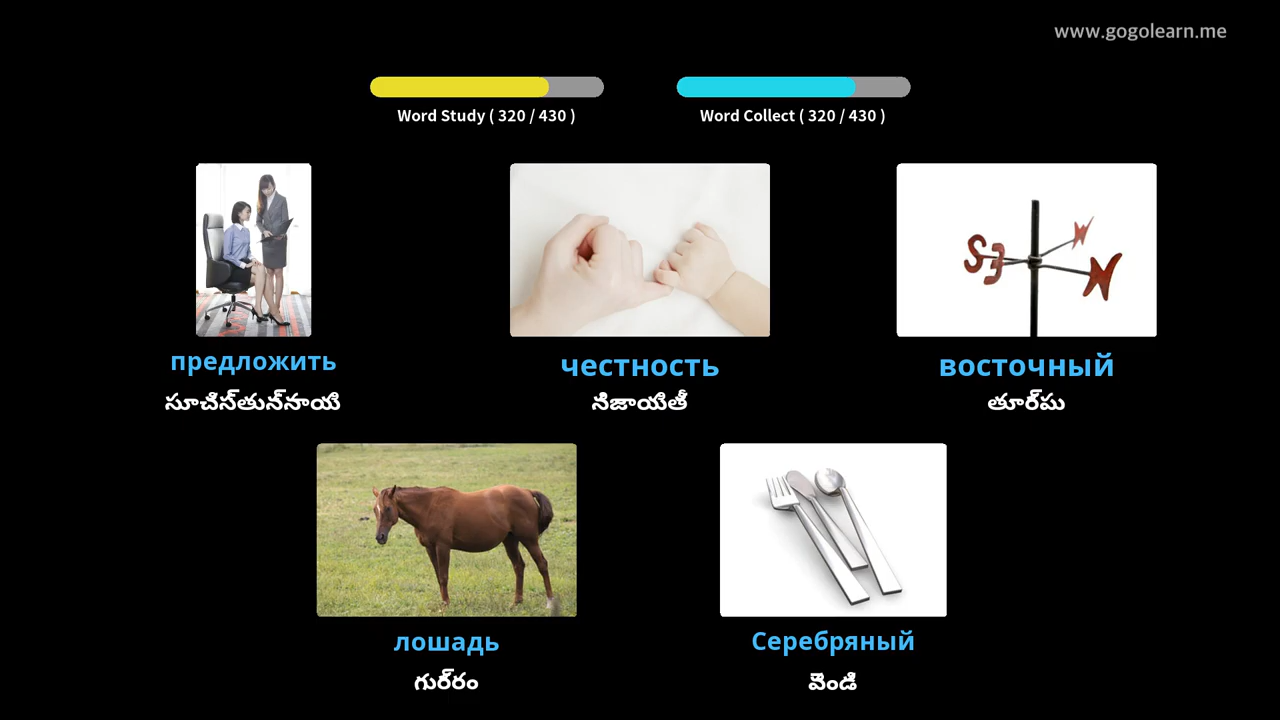 www.gogolearn.me
Word Study ( 320 / 430 )
Word Collect ( 320 / 430 )
предложить
సూచిన్‌తున్‌నాయి
честность
నిజాయితీ
восточный
తూర్‌పు
лошадь
గుర్‌రం
Серебряный
వెండి